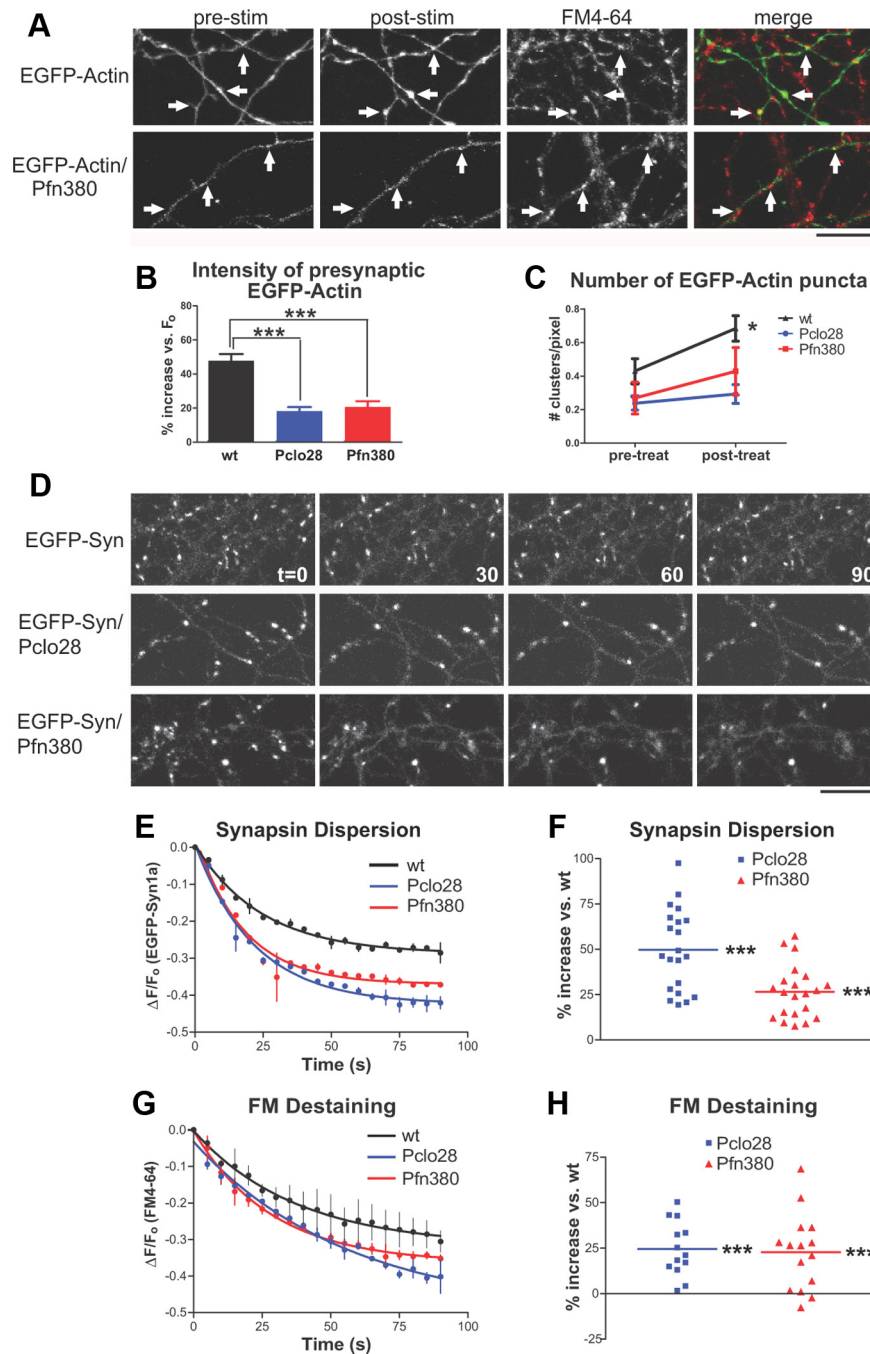 A
pre-stim post-stim FM4-64 merge
EGFP-Actin
EGFP-Actin/
Pfn380
B
Intensity of presynaptic
EGFP-Actin
% increase vs. Fo
80
60
40
20
0
***
***
wt Pclo28 Pfn380
C
Number of EGFP-Actin puncta
# clusters/pixel
0.8
0.6
0.4
0.2
0.0
*
wt
Pclo28
Pfn380
pre-treat post-treat
D
EGFP-Syn
t=0 30 60 90
EGFP-Syn/
Pclo28
EGFP-Syn/
Pfn380
E
Synapsin Dispersion
ΔF/Fo (EGFP-Syn1a)
0.0
-0.1
-0.2
-0.3
-0.4
-0.5
wt
Pclo28
Pfn380
0 25 50 75 100
Time (s)
F
Synapsin Dispersion
% increase vs. wt
100
75
50
25
0
Pclo28
Pfn380
***
***
G
FM Destaining
ΔF/Fo (FM4-64)
0.0
-0.1
-0.2
-0.3
-0.4
-0.5
wt
Pclo28
Pfn380
0 25 50 75 100
Time (s)
H
FM Destaining
% increase vs. wt
75
50
25
0
-25
Pclo28
Pfn380
***
***